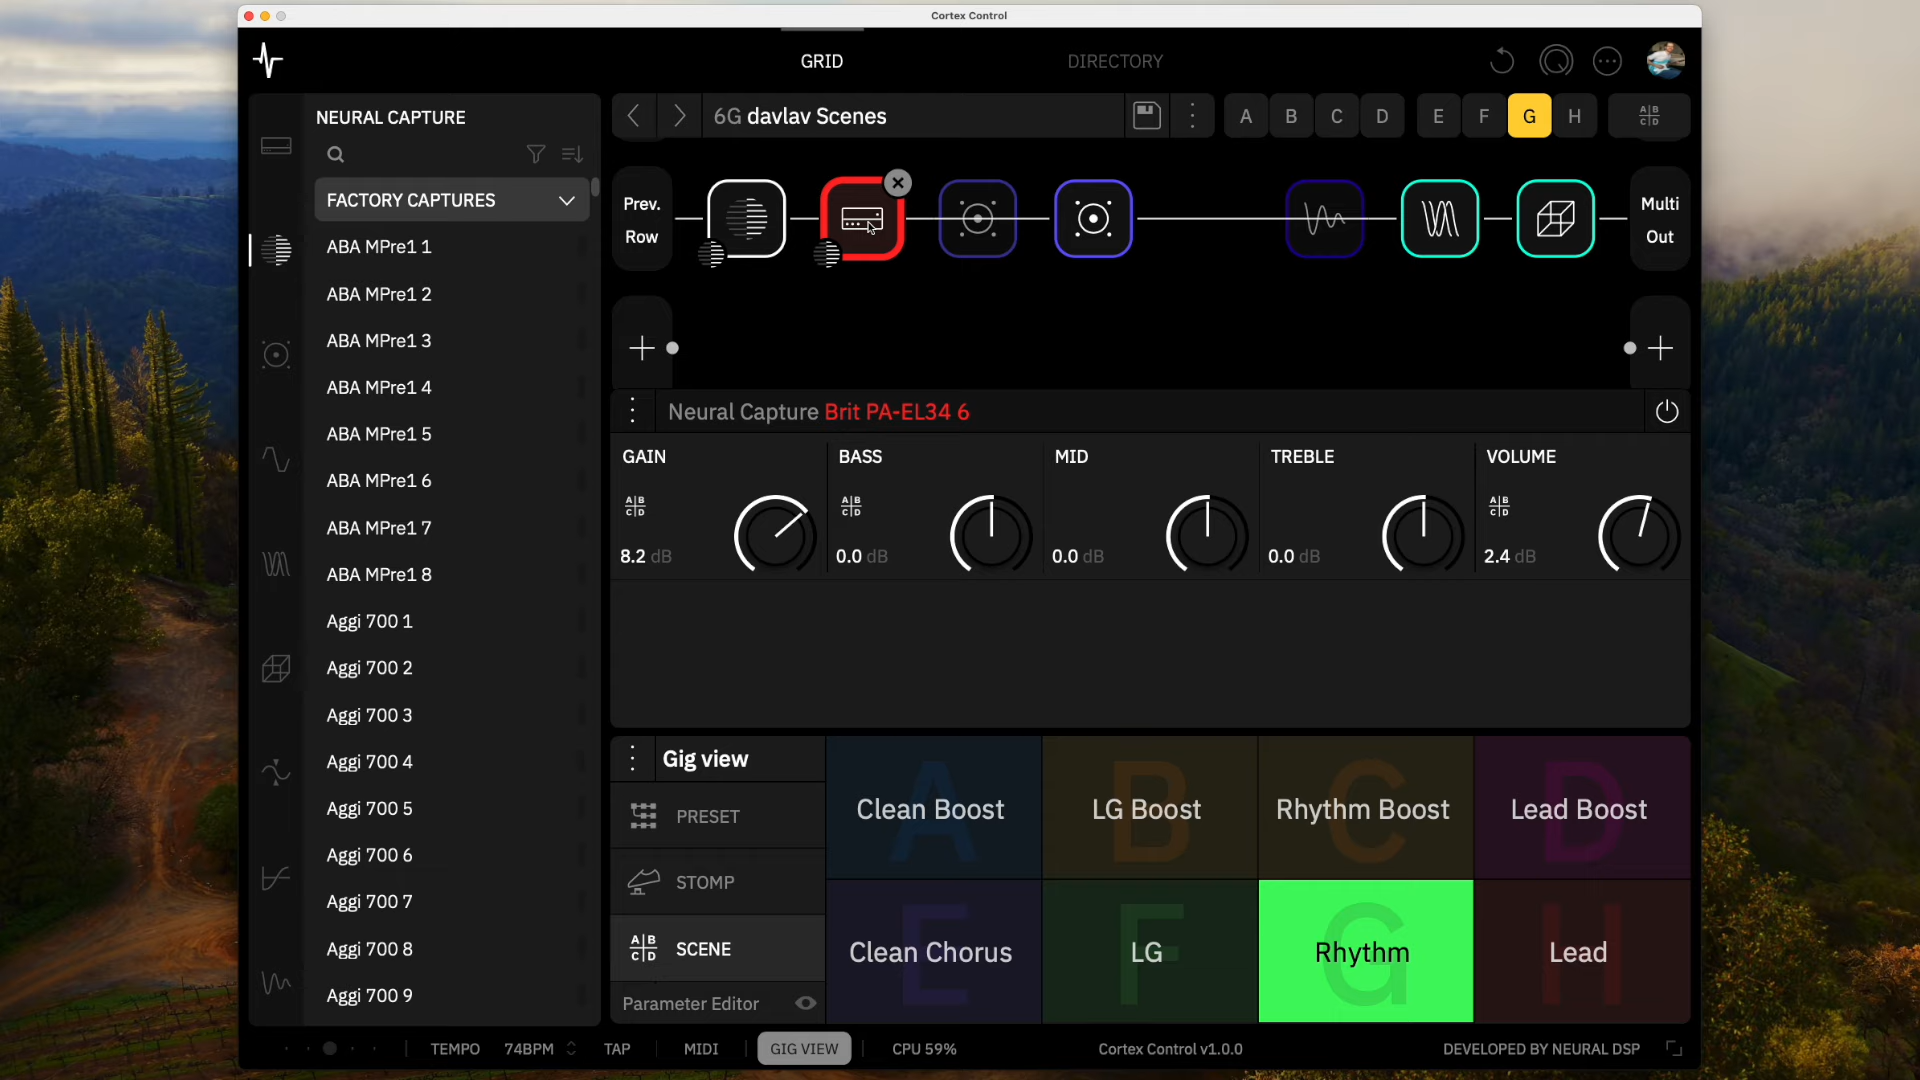 Cortex Control
GRID
DIRECTORY
NEURAL CAPTURE
FACTORY CAPTURES
ABA MPre1 1
ABA MPre1 2
ABA MPre1 3
ABA MPre1 4
ABA MPre1 5
ABA MPre1 6
ABA MPre1 7
ABA MPre1 8
Aggi 700 1
Aggi 700 2
Aggi 700 3
Aggi 700 4
Aggi 700 5
Aggi 700 6
Aggi 700 7
Aggi 700 8
Aggi 700 9
6G davlav Scenes
A B C D E F G H
A B
C D
Prev.
Row
Multi
Out
Neural Capture Brit PA-EL34 6
GAIN
A B
C D
8.2 dB
BASS
A B
C D
0.0 dB
MID
0.0 dB
TREBLE
0.0 dB
VOLUME
A B
C D
2.4 dB
Gig view
PRESET
STOMP
A B
C D
SCENE
Parameter Editor
A
Clean Boost
B
LG Boost
C
Rhythm Boost
D
Lead Boost
E
Clean Chorus
F
LG
G
Rhythm
H
Lead
TEMPO 74BPM TAP MIDI GIG VIEW CPU 59% Cortex Control v1.0.0 DEVELOPED BY NEURAL DSP